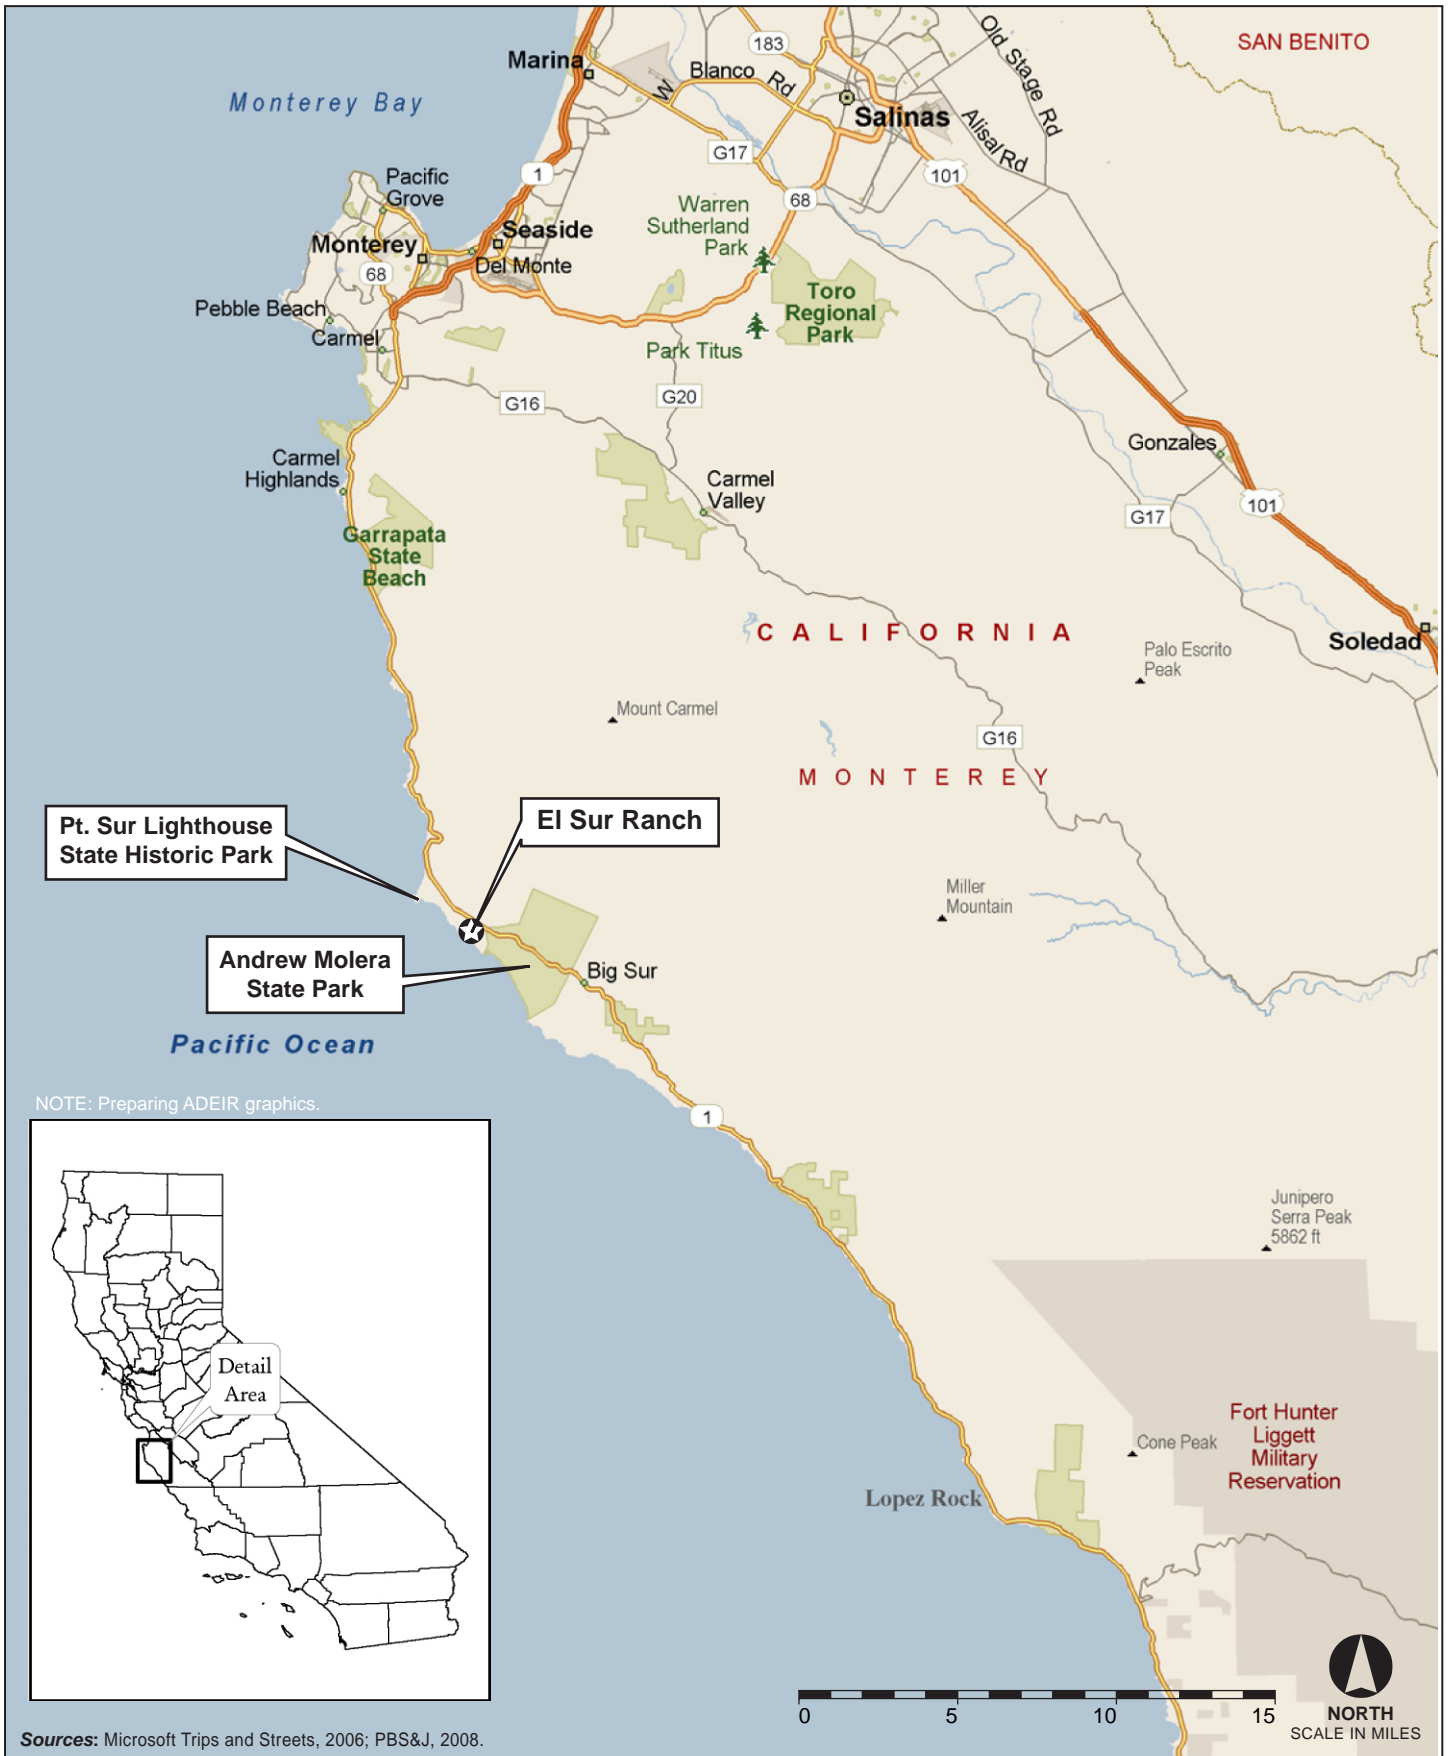 SAN BENITO
183
Old Stage Rd
Marina
W Blanco Rd
Monterey Bay
Salinas
Alisal Rd
G17
1
101
Pacific
Grove
68
Warren
Sutherland
Park
Seaside
Monterey
Del Monte
68
Toro
Regional
Park
Pebble Beach
Carmel
Park Titus
G16
G20
Gonzales
Carmel
Highlands
Carmel
Valley
101
G17
Garrapata
State
Beach
CALIFORNIA
Soledad
Palo Escrito
Peak
Mount Carmel
G16
MONTEREY
Pt. Sur Lighthouse
State Historic Park
El Sur Ranch
Miller
Mountain
Andrew Molera
State Park
Big Sur
Pacific Ocean
NOTE: Preparing ADEIR graphics.
1
Junipero
Serra Peak
5862 ft
Detail
Area
Fort Hunter
Liggett
Military
Reservation
Cone Peak
Lopez Rock
0 5 10 15
NORTH
SCALE IN MILES
Sources: Microsoft Trips and Streets, 2006; PBS&J, 2008.